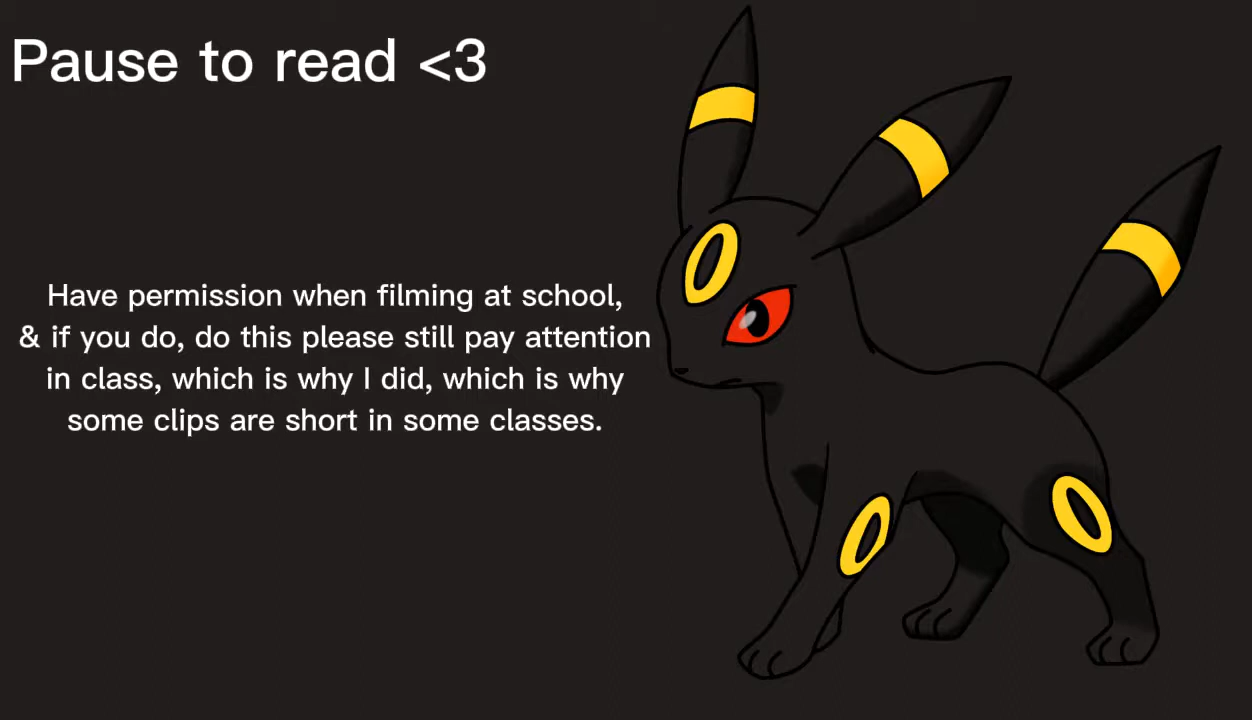 Pause to read <3
Have permission when filming at school,
& if you do, do this please still pay attention
in class, which is why I did, which is why
some clips are short in some classes.